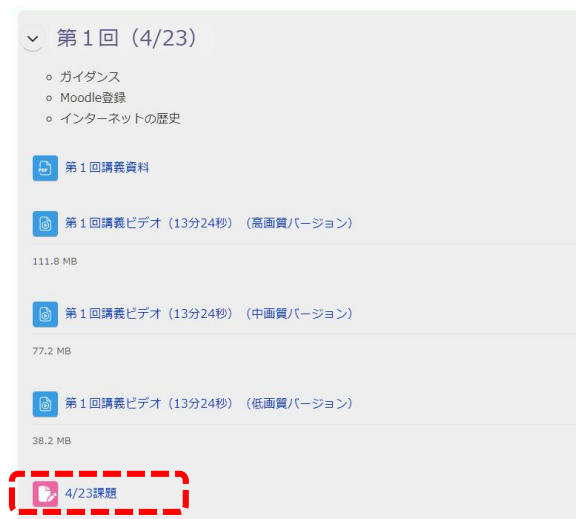 第１回（4/23）
ガイダンス
Moodle登録
インターネットの歴史
PDF
第１回講義資料
第１回講義ビデオ（13分24秒）（高画質バージョン）
111.8 MB
第１回講義ビデオ（13分24秒）（中画質バージョン）
77.2 MB
第１回講義ビデオ（13分24秒）（低画質バージョン）
38.2 MB
4/23課題